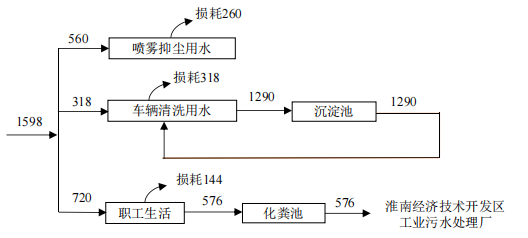 损耗260
560
喷雾抑尘用水
损耗318
318
车辆清洗用水
1290
沉淀池
1290
1598
损耗144
720
职工生活
576
化粪池
576
淮南经济技术开发区
工业污水处理厂